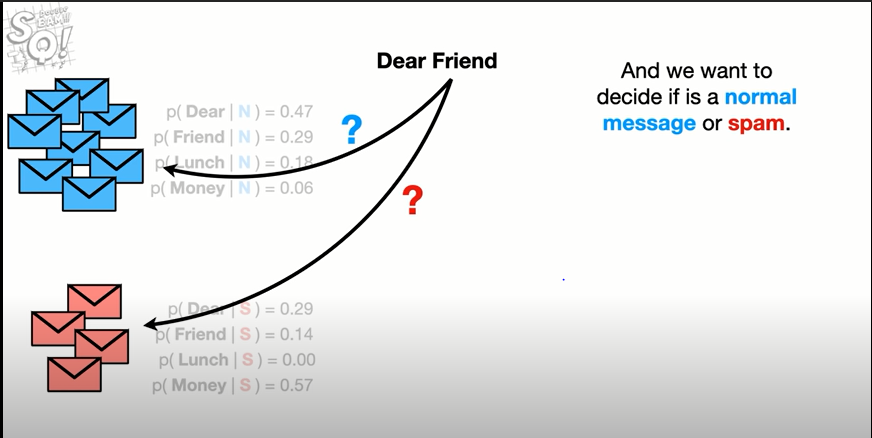 DOUBLE
BAM!!!
SQ!
Dear Friend
And we want to
decide if is a normal
message or spam.
p( Dear | N ) = 0.47
p( Friend | N ) = 0.29
p( Lunch | N ) = 0.18
p( Money | N ) = 0.06
?
?
p( Dear | S ) = 0.29
p( Friend | S ) = 0.14
p( Lunch | S ) = 0.00
p( Money | S ) = 0.57